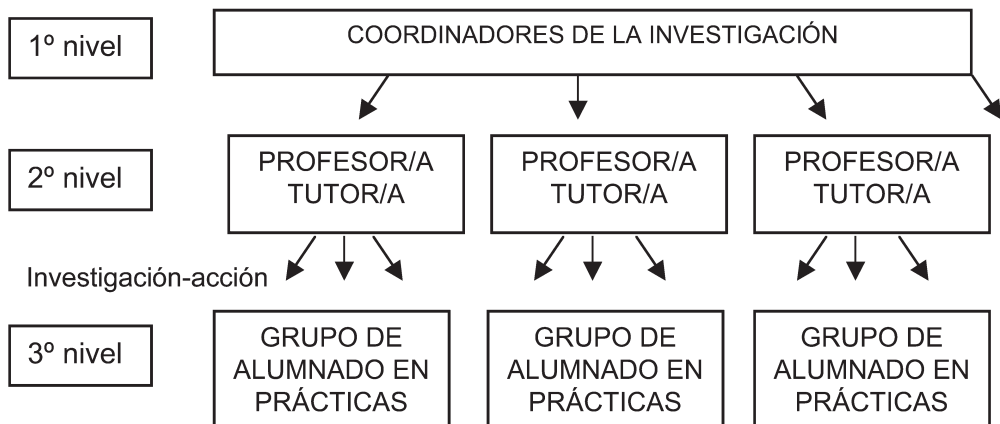 1º nivel
COORDINADORES DE LA INVESTIGACIÓN
2º nivel
PROFESOR/A
TUTOR/A
PROFESOR/A
TUTOR/A
PROFESOR/A
TUTOR/A
Investigación-acción
3º nivel
GRUPO DE
ALUMNADO EN
PRÁCTICAS
GRUPO DE
ALUMNADO EN
PRÁCTICAS
GRUPO DE
ALUMNADO EN
PRÁCTICAS